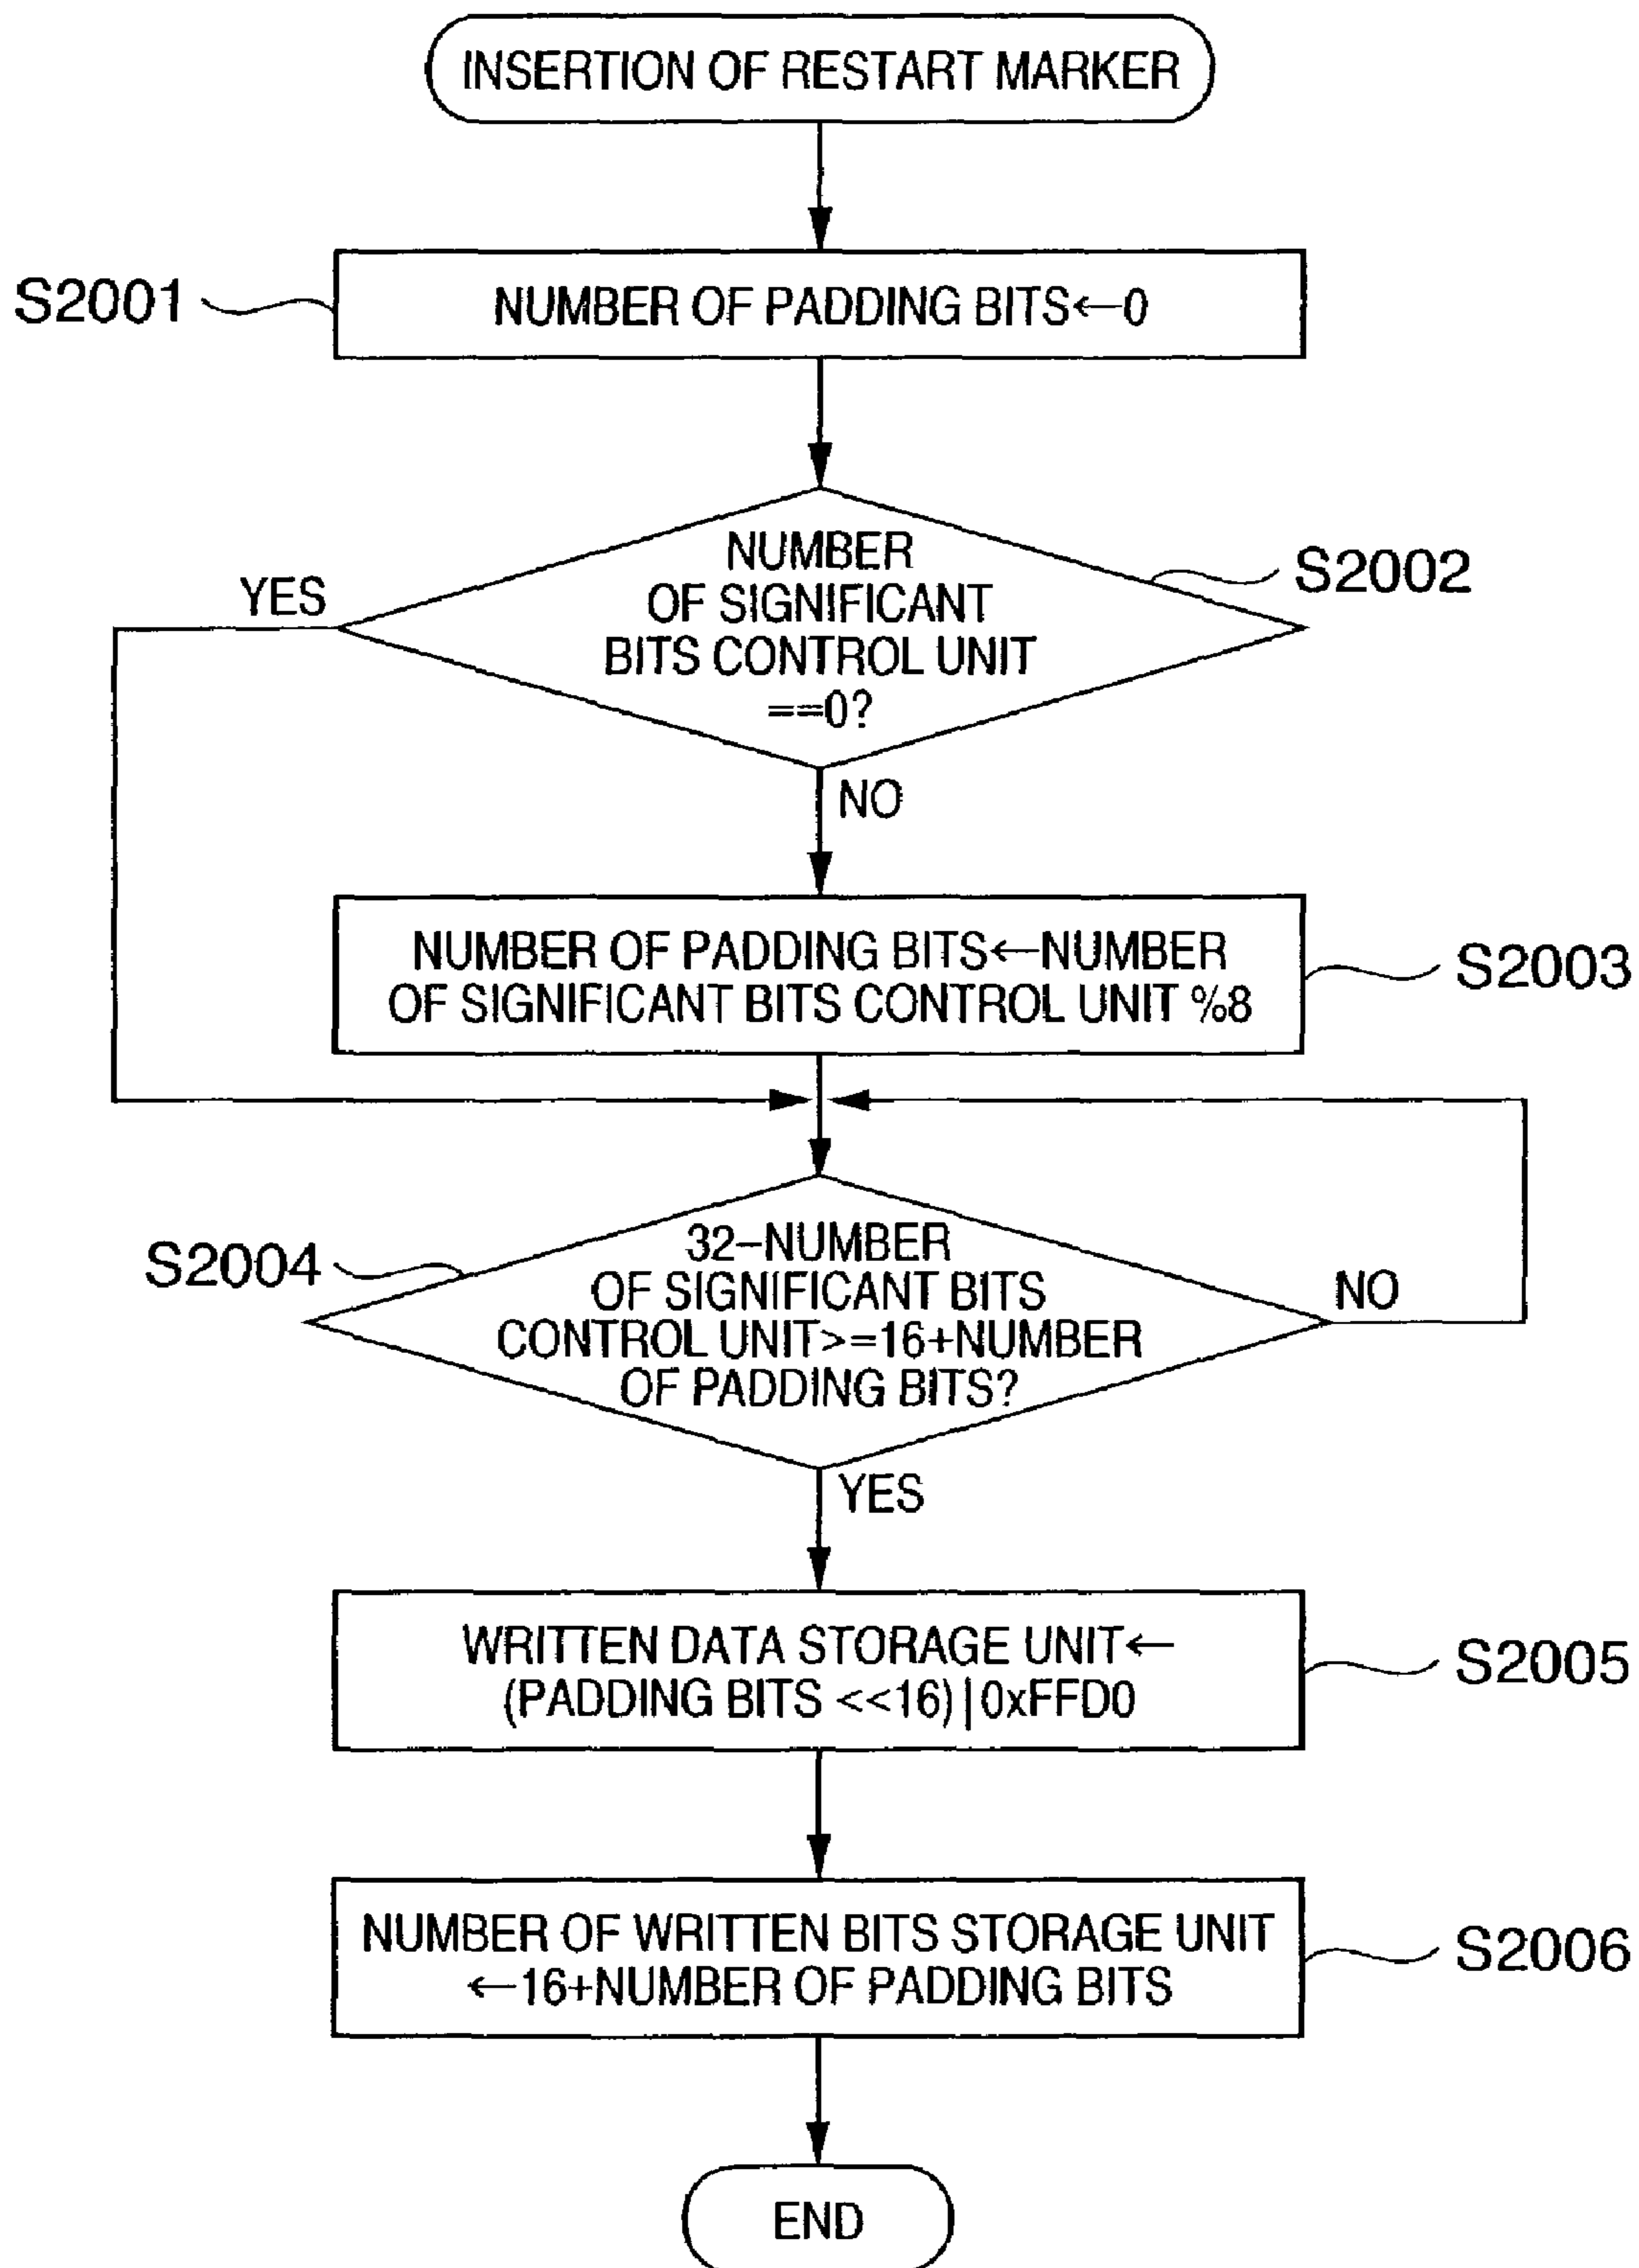 INSERTION OF RESTART MARKER
S2001
NUMBER OF PADDING BITS←0
NUMBER
OF SIGNIFICANT
BITS CONTROL UNIT
==0?
S2002
YES
NO
NUMBER OF PADDING BITS←NUMBER
OF SIGNIFICANT BITS CONTROL UNIT %8
S2003
S2004
32–NUMBER
OF SIGNIFICANT BITS
CONTROL UNIT>=16+NUMBER
OF PADDING BITS?
NO
YES
WRITTEN DATA STORAGE UNIT←
(PADDING BITS <<16)|0xFFD0
S2005
NUMBER OF WRITTEN BITS STORAGE UNIT
←16+NUMBER OF PADDING BITS
S2006
END